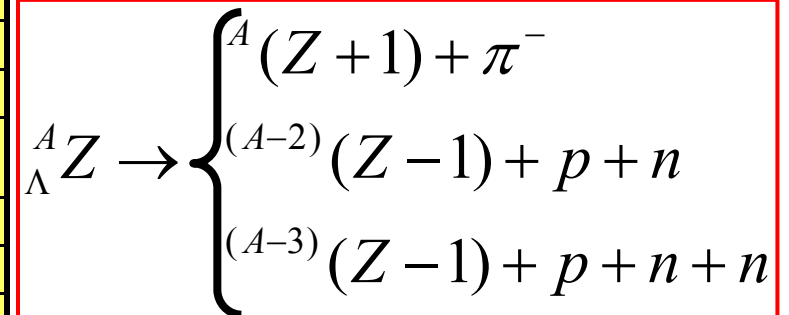 ᴬ(Z + 1) + π⁻
ᴬ_Λ Z → { ⁽ᴬ⁻²⁾(Z − 1) + p + n
⁽ᴬ⁻³⁾(Z − 1) + p + n + n